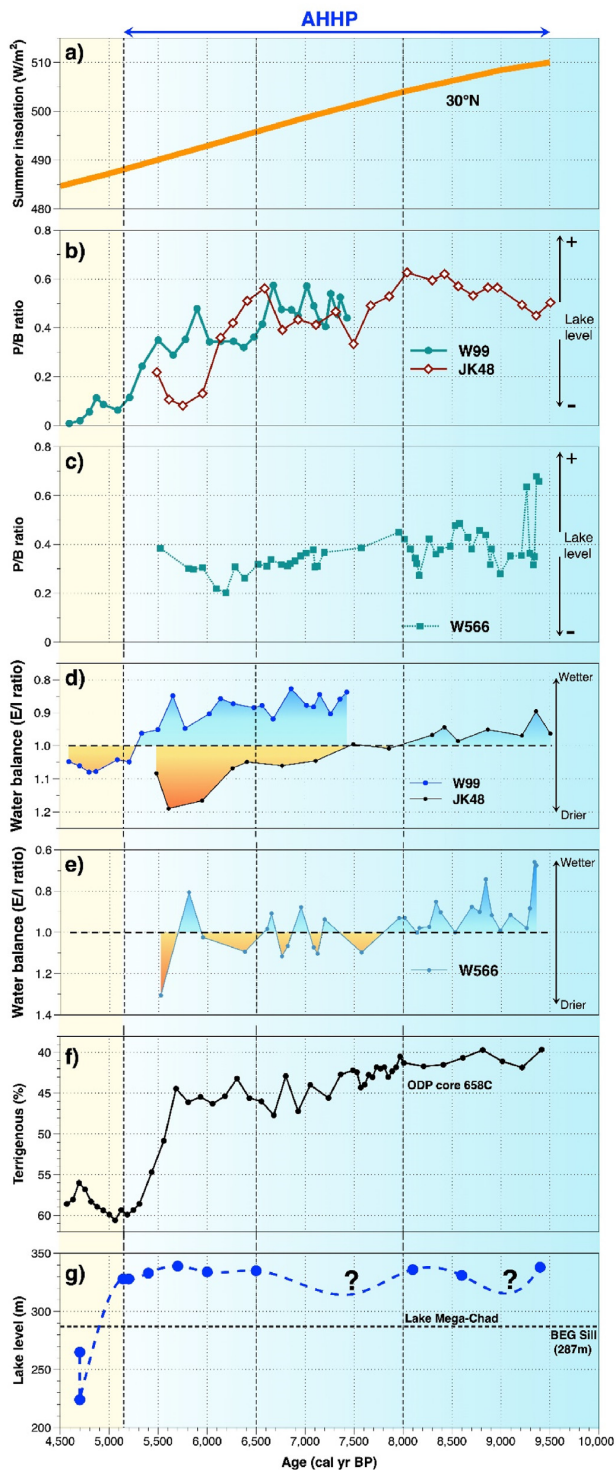 AHHP
a)
Summer insolation (W/m²)
510
500
490
480
30°N
b)
P/B ratio
0.8
0.6
0.4
0.2
0
+
Lake
level
-
W99
JK48
c)
P/B ratio
0.8
0.6
0.4
0.2
0
+
Lake
level
-
W566
d)
Water balance (E/I ratio)
0.8
0.9
1.0
1.1
1.2
Wetter
W99
JK48
Drier
e)
Water balance (E/I ratio)
0.6
0.8
1.0
1.2
1.4
Wetter
W566
Drier
f)
Terrigenous (%)
40
45
50
55
60
ODP core 658C
g)
Lake level (m)
350
300
250
200
? ?
Lake Mega-Chad
BEG Sill
(287m)
4,500 5,500 6,000 6,500 7,000 7,500 8,000 8,500 9,000 9,500 10,000
Age (cal yr BP)